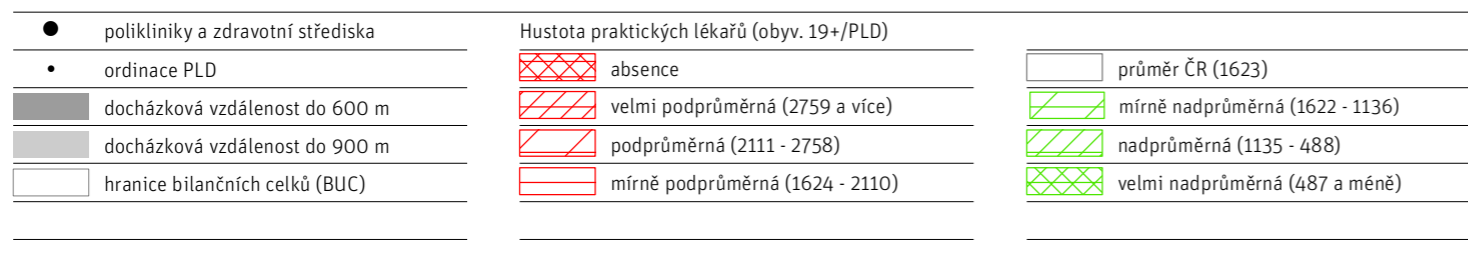 polikliniky a zdravotní střediska
ordinace PLD
docházková vzdálenost do 600 m
docházková vzdálenost do 900 m
hranice bilančních celků (BUC)
Hustota praktických lékařů (obyv. 19+/PLD)
absence
velmi podprůměrná (2759 a více)
podprůměrná (2111 - 2758)
mírně podprůměrná (1624 - 2110)
průměr ČR (1623)
mírně nadprůměrná (1622 - 1136)
nadprůměrná (1135 - 488)
velmi nadprůměrná (487 a méně)